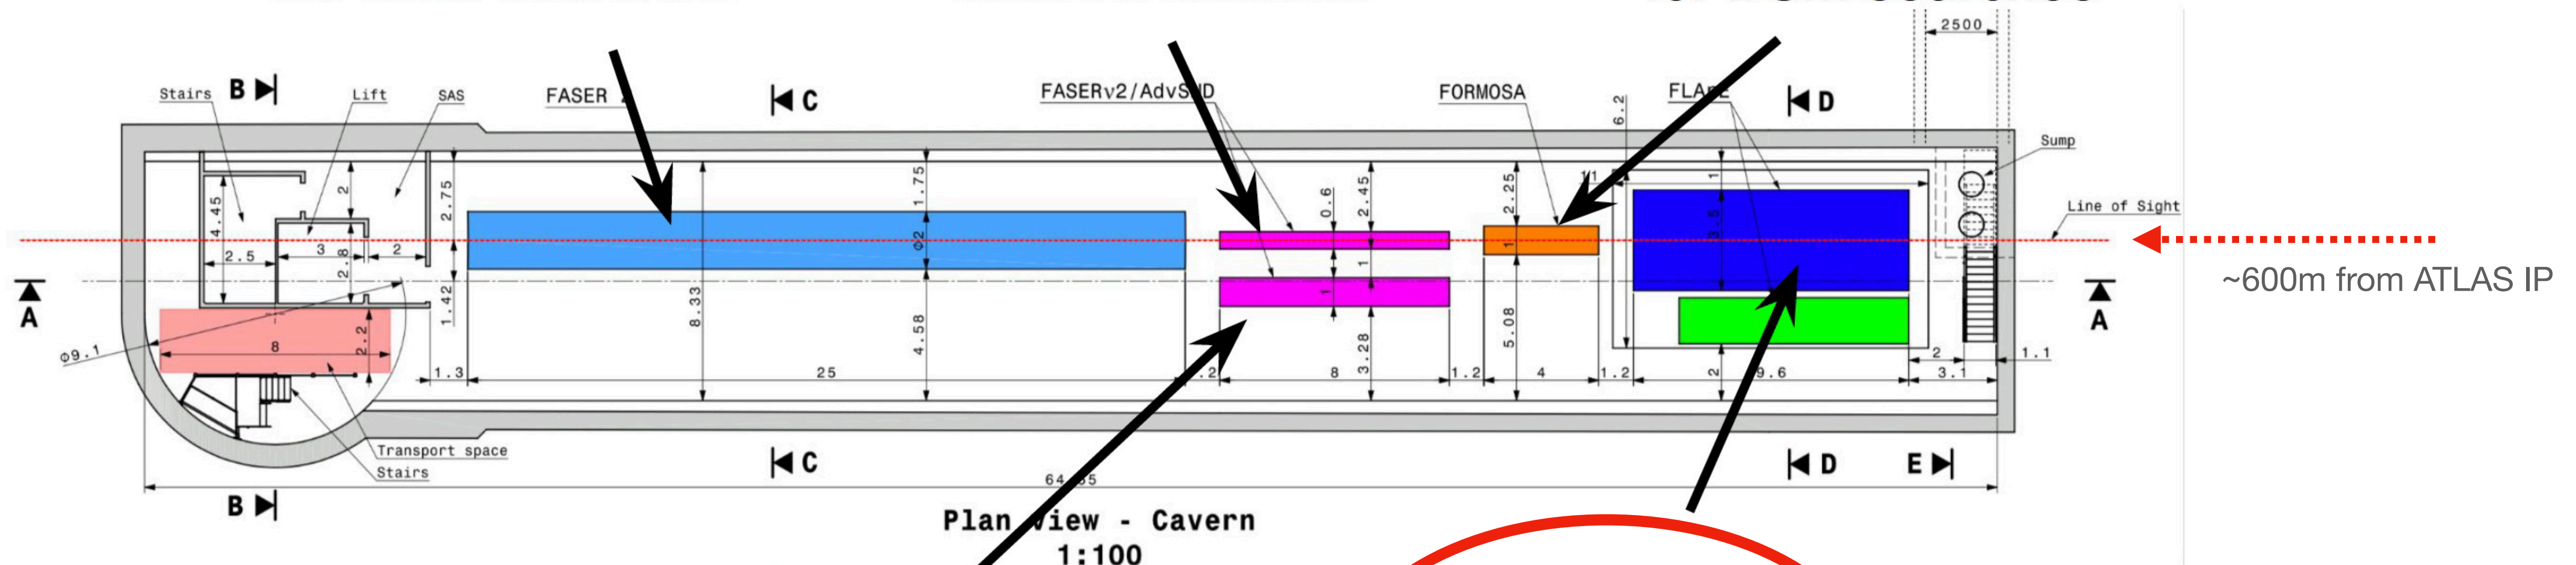 2500
B
Stairs
Lift
SAS
FASER
C
FASERν2/AdvSND
FORMOSA
FLArE
D
6.2
Sump
Line of Sight
~600m from ATLAS IP
4.45
2
2.75
1.75
0.6
2.45
2.25
11
1
3.5
2.5
3
2.8
2
Φ2
1
1
A
1.42
8.33
4.58
1
3.28
5.08
A
Φ9.1
8
2.2
1.3
25
8
1.2
4
1.2
2
9.6
2
3.1
1.1
Transport space
Stairs
C
D
E
B
Plan View - Cavern
1:100